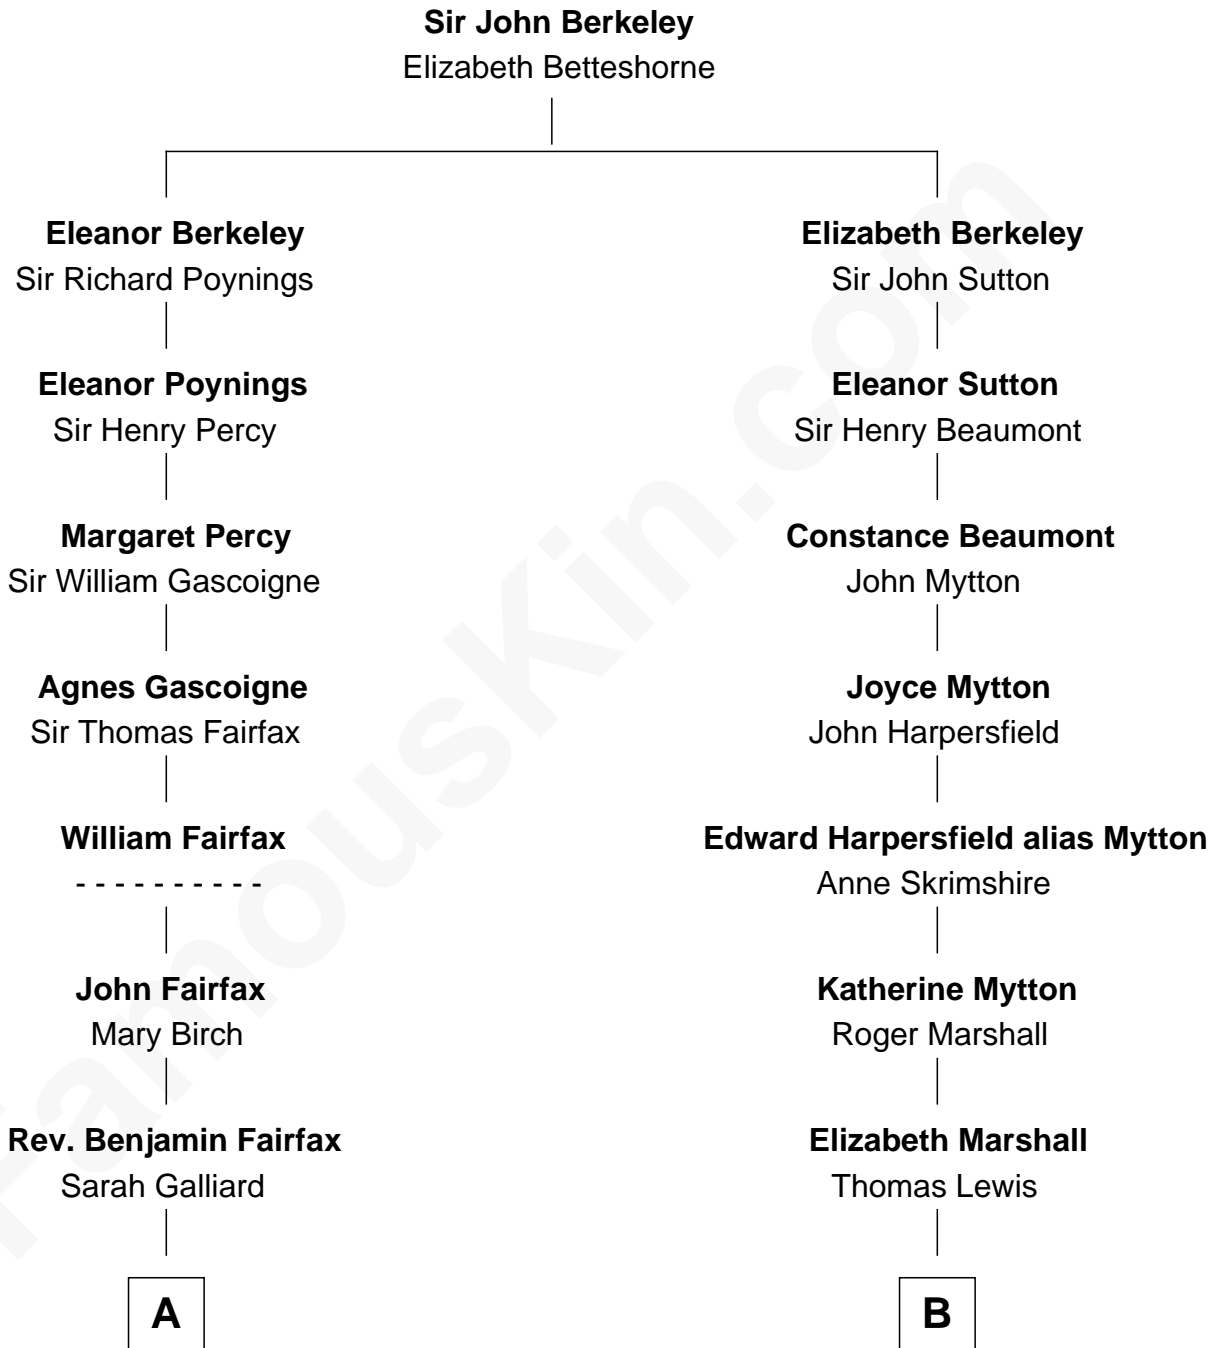 Sir John Berkeley
Elizabeth Betteshorne
Eleanor Berkeley
Sir Richard Poynings
Elizabeth Berkeley
Sir John Sutton
Eleanor Poynings
Sir Henry Percy
Eleanor Sutton
Sir Henry Beaumont
Margaret Percy
Sir William Gascoigne
Constance Beaumont
John Mytton
Agnes Gascoigne
Sir Thomas Fairfax
Joyce Mytton
John Harpersfield
William Fairfax
- - - - - - - - - -
Edward Harpersfield alias Mytton
Anne Skrimshire
John Fairfax
Mary Birch
Katherine Mytton
Roger Marshall
Rev. Benjamin Fairfax
Sarah Galliard
Elizabeth Marshall
Thomas Lewis
A
B
FamousKin.com